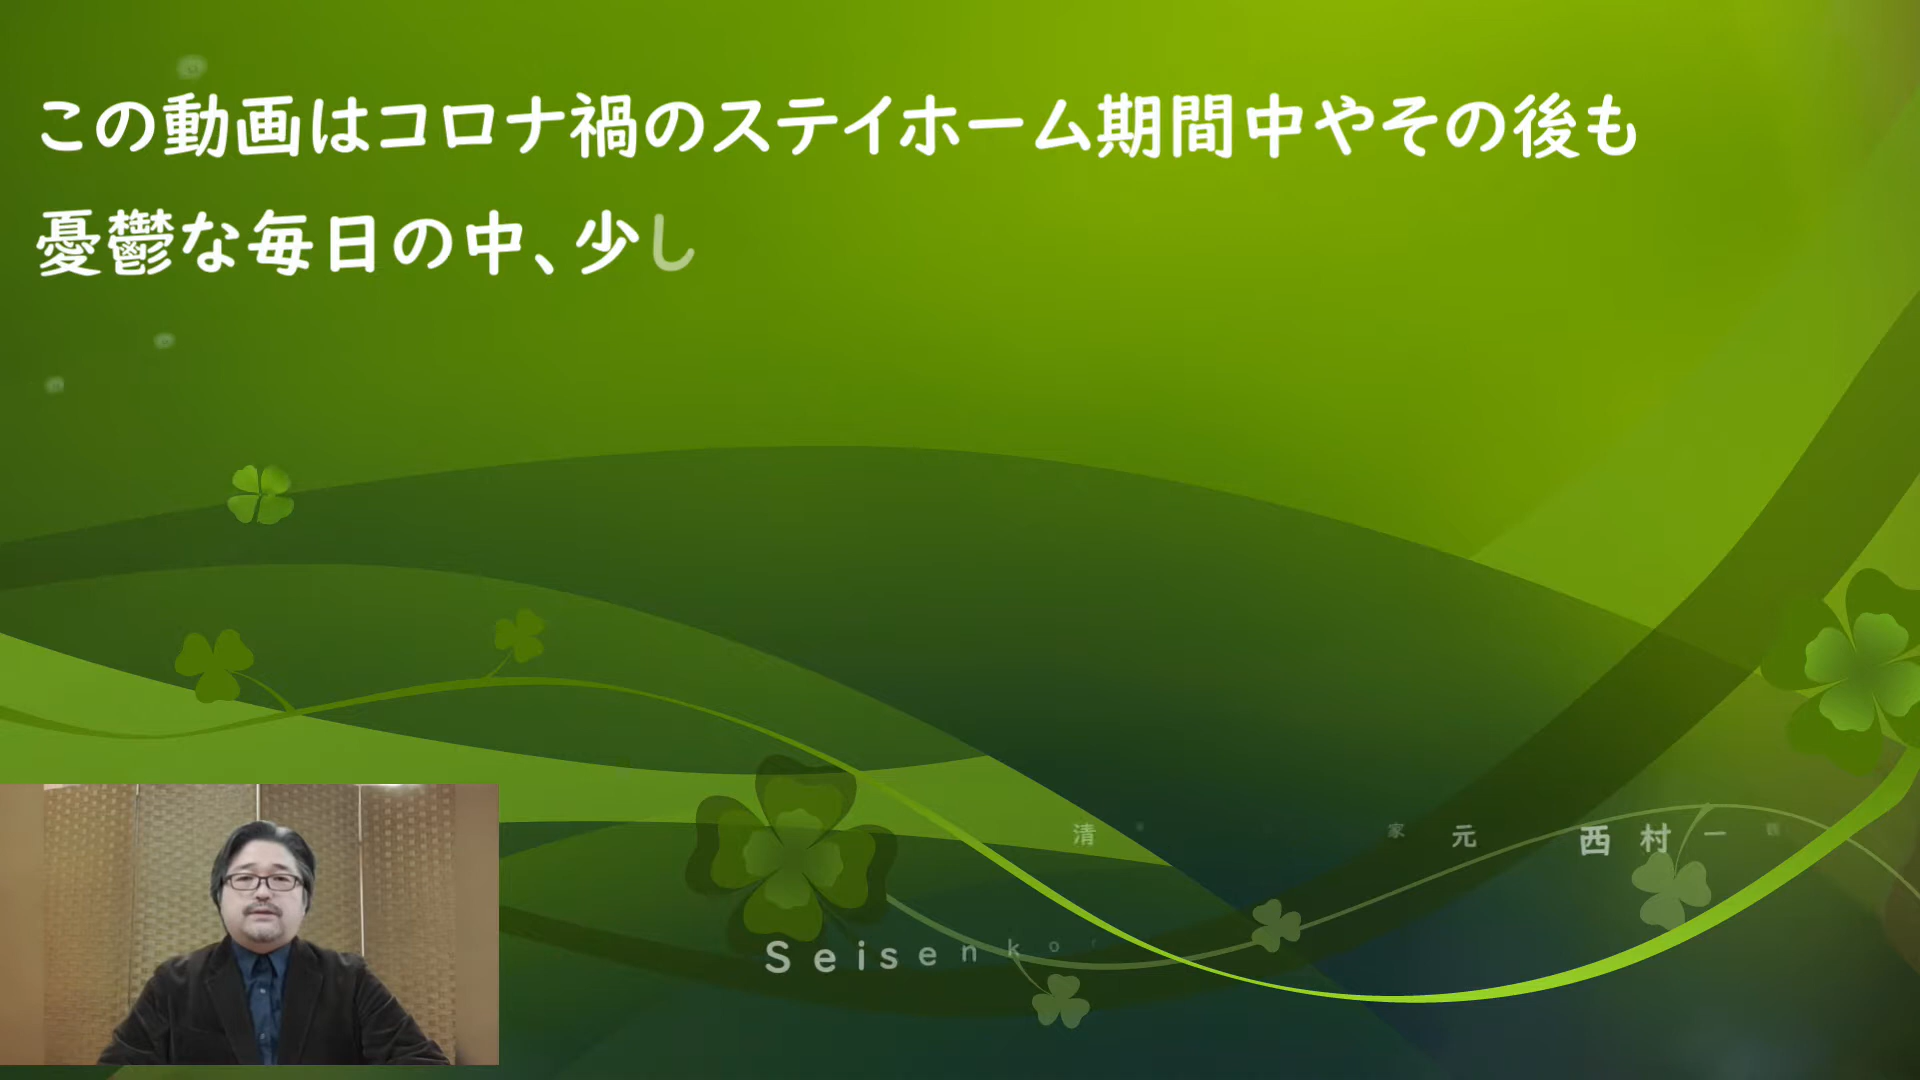 この動画はコロナ禍のステイホーム期間中やその後も
憂鬱な毎日の中、少し
清 家元 西村一
Seisenko